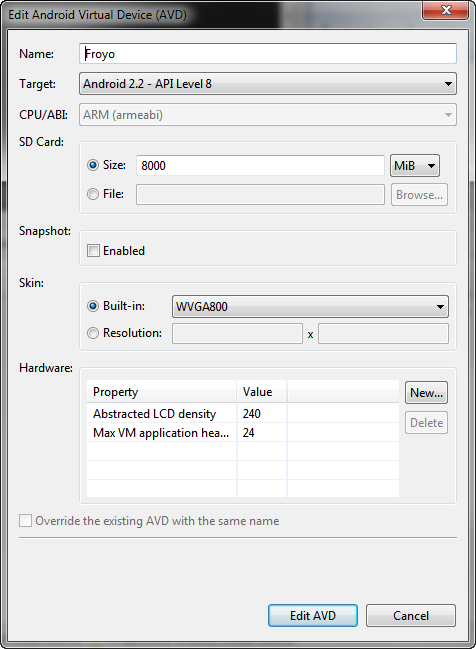 Edit Android Virtual Device (AVD)
Name: Froyo
Target: Android 2.2 - API Level 8
CPU/ABI: ARM (armeabi)
SD Card:
Size: 8000 MiB
File: Browse...
Snapshot:
Enabled
Skin:
Built-in: WVGA800
Resolution: x
Hardware:
Property Value New...
Abstracted LCD density 240 Delete
Max VM application hea... 24
Override the existing AVD with the same name
Edit AVD Cancel